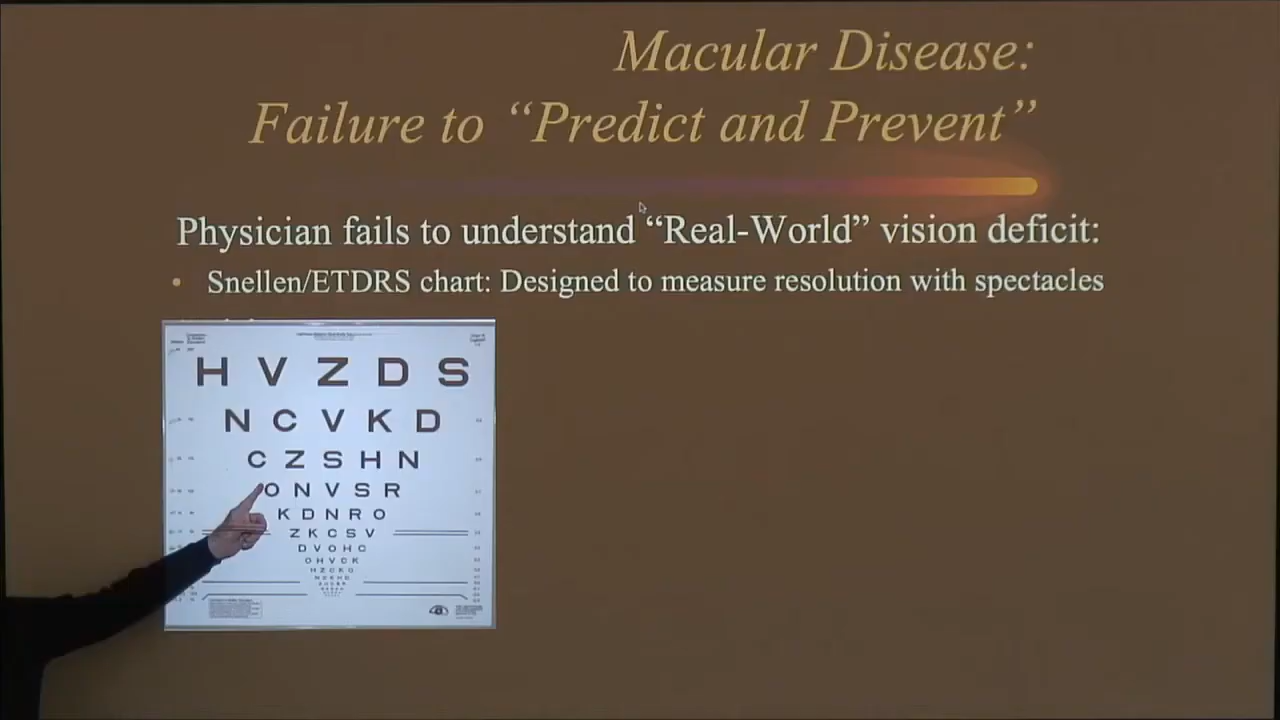 Macular Disease:
Failure to “Predict and Prevent”
Physician fails to understand “Real-World” vision deficit:
• Snellen/ETDRS chart: Designed to measure resolution with spectacles
H V Z D S
N C V K D
C Z S H N
O N V S R
K D N R O
Z K C S V
D V O H C
O H V C K
H Z C K O